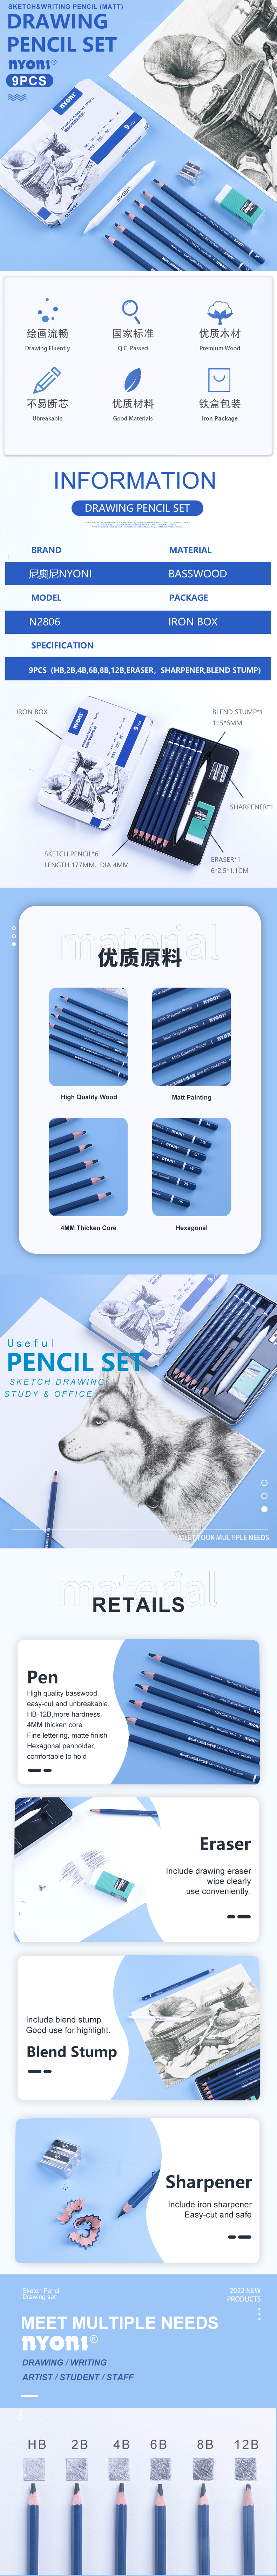 SKETCH&WRITING PENCIL (MATT)
DRAWING
PENCIL SET
nyoni®
9PCS
nyoni
9PCS
绘画流畅
国家标准
优质木材
Drawing Fluently
Q.C. Passed
Premium Wood
不易断芯
优质材料
铁盒包装
Ubreakable
Good Materials
Iron Package
INFORMATION
DRAWING PENCIL SET
BRAND
MATERIAL
尼奥尼NYONI
BASSWOOD
MODEL
PACKAGE
N2806
IRON BOX
SPECIFICATION
9PCS (HB,2B,4B,6B,8B,12B,ERASER, SHARPENER,BLEND STUMP)
IRON BOX
BLEND STUMP*1
115*6MM
SHARPENER*1
SKETCH PENCIL*6
LENGTH 177MM, DIA 4MM
ERASER*1
6*2.5*1.1CM
material
优质原料
High Quality Wood
Matt Painting
4MM Thicken Core
Hexagonal
Useful
PENCIL SET
SKETCH DRAWING
STUDY & OFFICE
MEET YOUR MULTIPLE NEEDS
material
RETAILS
Pen
High quality basswood,
easy-cut and unbreakable.
HB-12B,more hardness.
4MM thicken core
Fine lettering, matte finish
Hexagonal penholder,
comfortable to hold
Eraser
Include drawing eraser
wipe clearly
use conveniently.
Include blend stump
Good use for highlight.
Blend Stump
Sharpener
Include iron sharpener
Easy-cut and safe
Sketch Pencil
Drawing set
2022 NEW
PRODUCTS
MEET MULTIPLE NEEDS
nyoni®
DRAWING / WRITING
ARTIST / STUDENT / STAFF
HB 2B 4B 6B 8B 12B